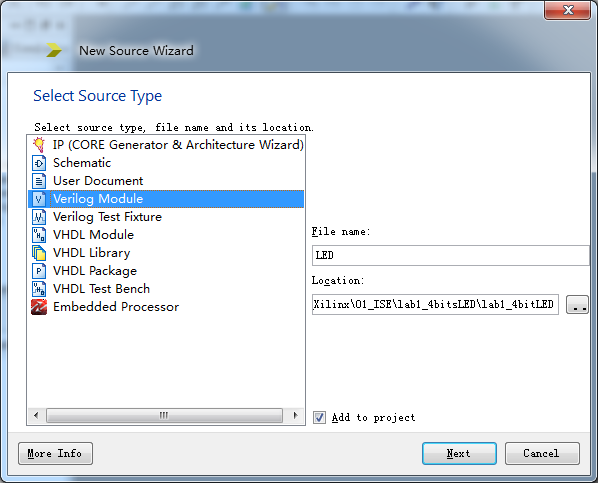 New Source Wizard
Select Source Type
Select source type, file name and its location.
IP (CORE Generator & Architecture Wizard)
Schematic
User Document
Verilog Module
Verilog Test Fixture
VHDL Module
VHDL Library
VHDL Package
VHDL Test Bench
Embedded Processor
File name:
LED
Location:
Xilinx\01_ISE\lab1_4bitsLED\lab1_4bitLED
..
Add to project
More Info
Next
Cancel